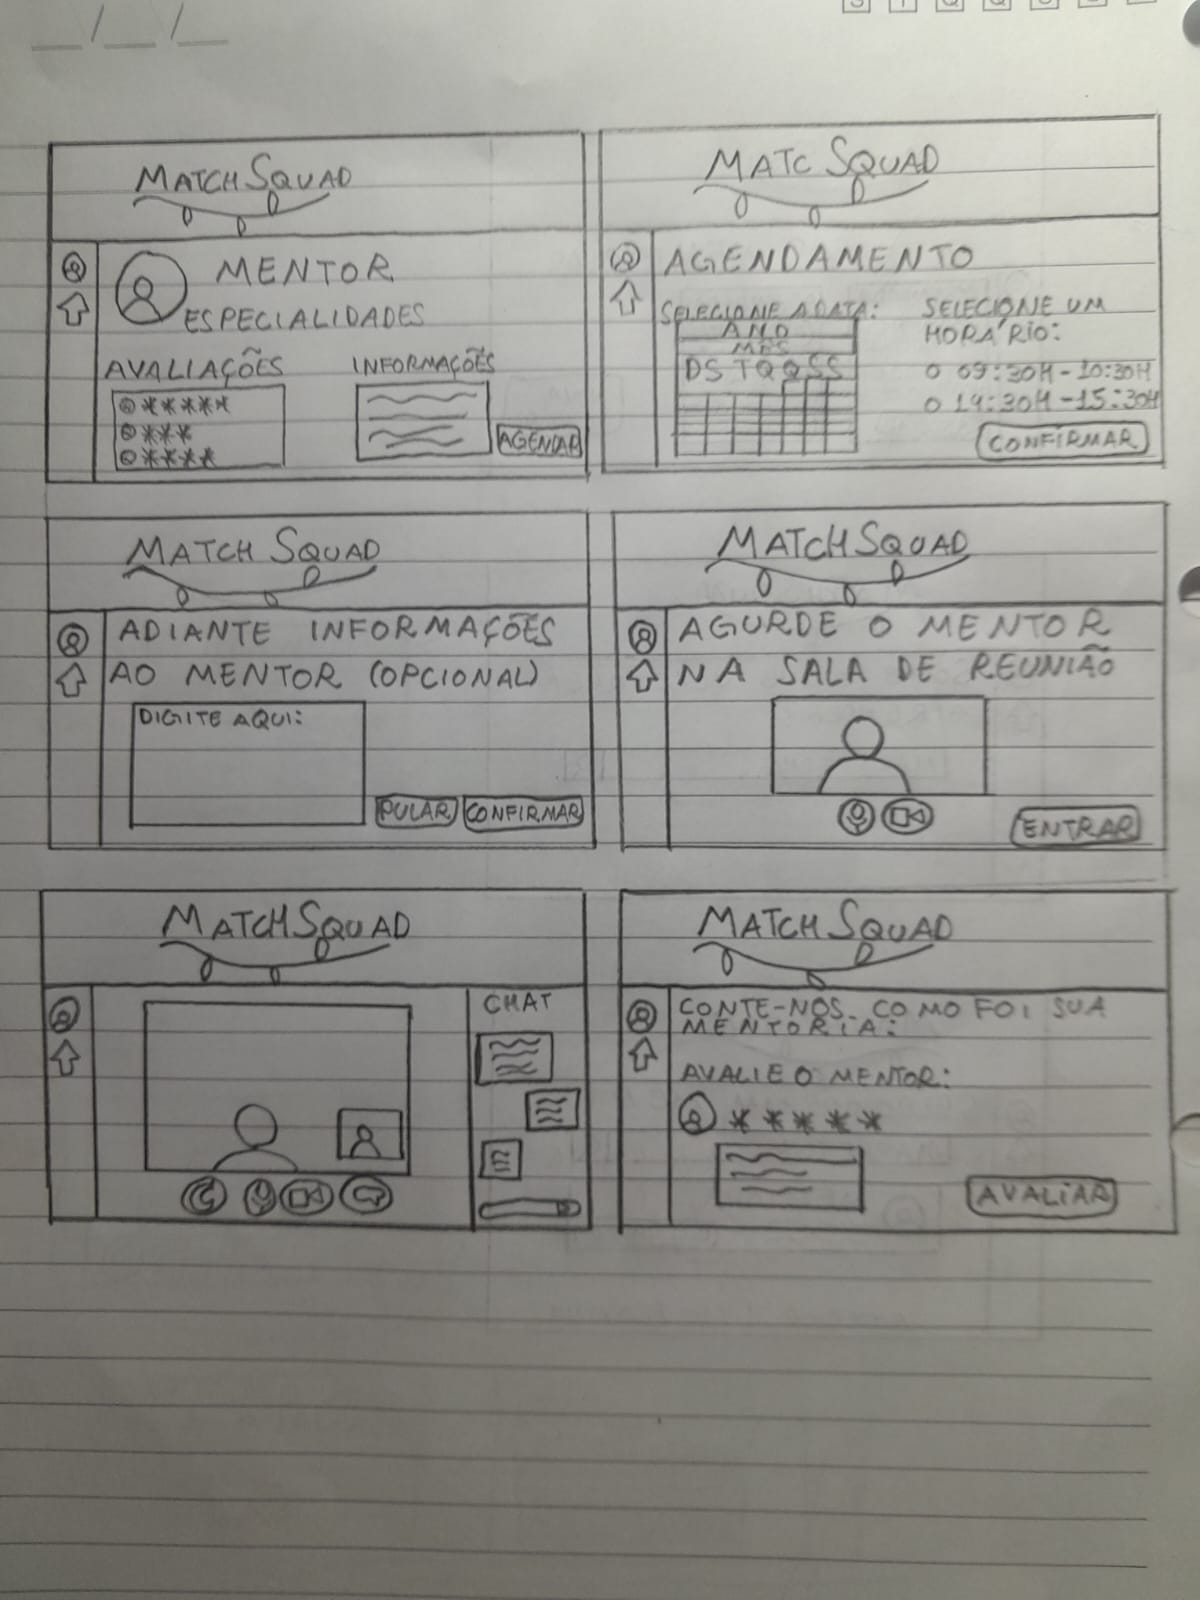 S T Q Q S S
__/__/__
MATCH SQUAD
MENTOR
ESPECIALIDADES
AVALIAÇÕES
INFORMAÇÕES
*****
***
****
AGENDAR
MATC SQUAD
AGENDAMENTO
SELECIONE A DATA:
ANO
MÊS
D S T Q Q S S
SELECIONE UM
HORÁRIO:
O 09:30H - 10:30H
O 14:30H - 15:30H
CONFIRMAR
MATCH SQUAD
ADIANTE INFORMAÇÕES
AO MENTOR (OPCIONAL)
DIGITE AQUI:
PULAR
CONFIRMAR
MATCH SQUAD
AGURDE O MENTOR
NA SALA DE REUNIÃO
ENTRAR
MATCH SQUAD
CHAT
MATCH SQUAD
CONTE-NOS COMO FOI SUA
MENTORIA:
AVALIE O MENTOR:
*****
AVALIAR